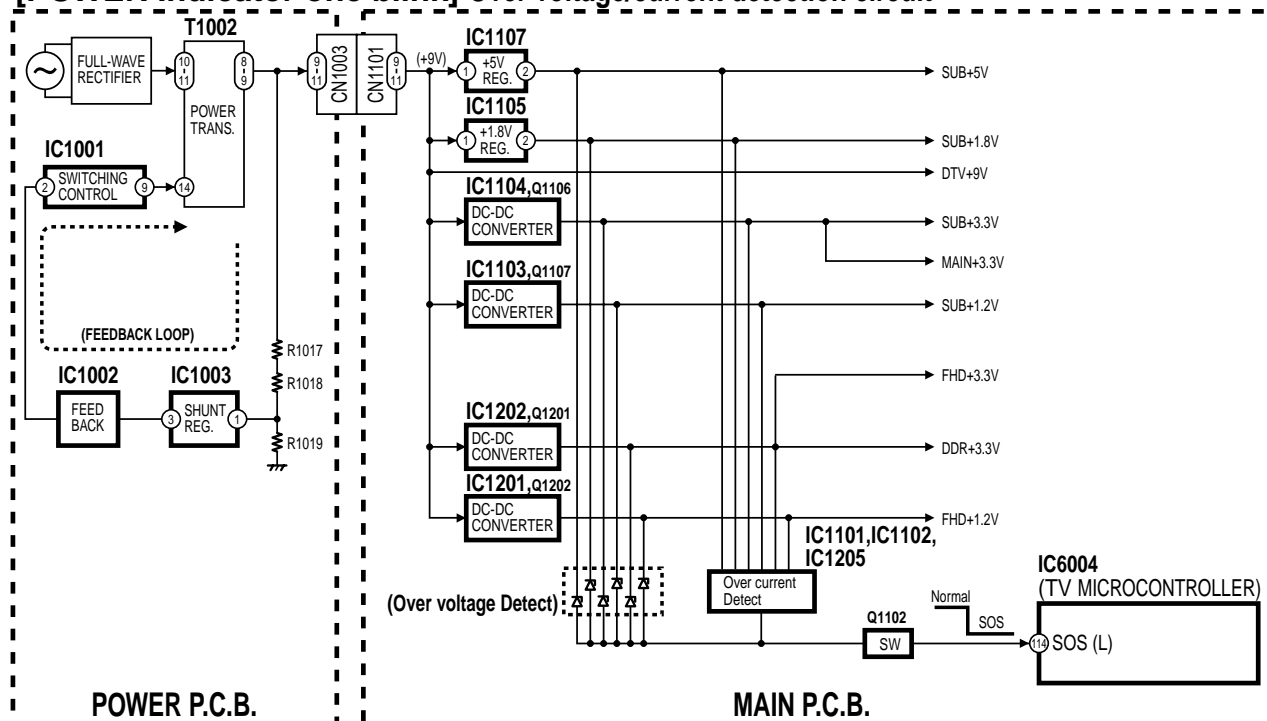 T1002
FULL-WAVE
RECTIFIER
10
11
8
9
POWER
TRANS.
IC1001
2
SWITCHING
CONTROL
9
14
(FEEDBACK LOOP)
R1017
R1018
R1019
IC1002
FEED
BACK
IC1003
3
SHUNT
REG.
1
POWER P.C.B.
9
11
CN1003
CN1101
9
11
(+9V)
IC1107
1
+5V
REG.
2
SUB+5V
IC1105
1
+1.8V
REG.
2
SUB+1.8V
DTV+9V
IC1104,Q1106
DC-DC
CONVERTER
SUB+3.3V
MAIN+3.3V
IC1103,Q1107
DC-DC
CONVERTER
SUB+1.2V
FHD+3.3V
IC1202,Q1201
DC-DC
CONVERTER
DDR+3.3V
IC1201,Q1202
DC-DC
CONVERTER
FHD+1.2V
IC1101,IC1102,
IC1205
Over current
Detect
(Over voltage Detect)
Q1102
SW
Normal
SOS
IC6004
(TV MICROCONTROLLER)
114
SOS (L)
MAIN P.C.B.